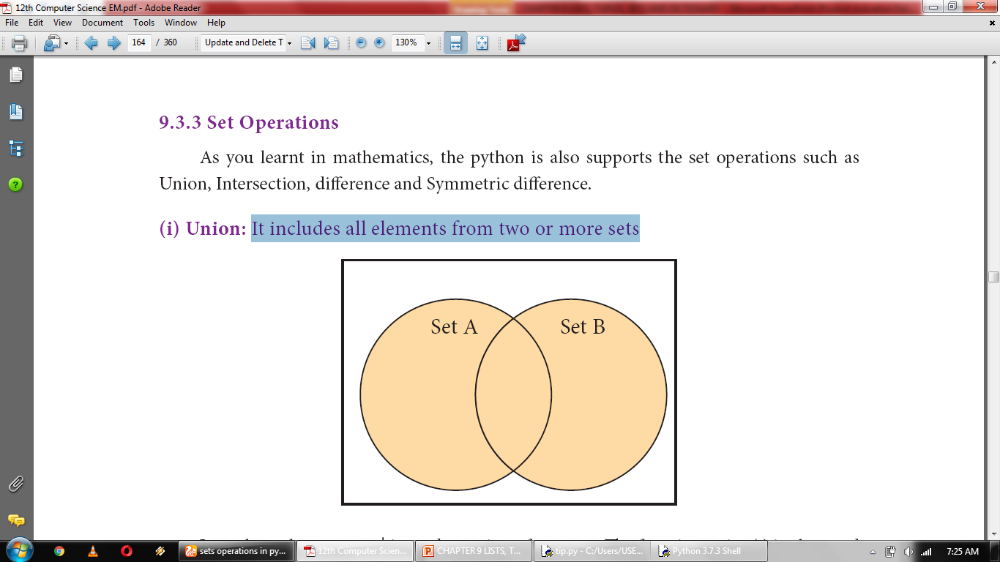 12th Computer Science EM.pdf - Adobe Reader
File Edit View Document Tools Window Help
164 / 360 Update and Delete T 130%
9.3.3 Set Operations
As you learnt in mathematics, the python is also supports the set operations such as
Union, Intersection, difference and Symmetric difference.
(i) Union: It includes all elements from two or more sets
Set A Set B
sets operations in py... 12th Computer Scien... CHAPTER 9 LISTS, T... tip.py - C:/Users/USE... Python 3.7.3 Shell 7:25 AM